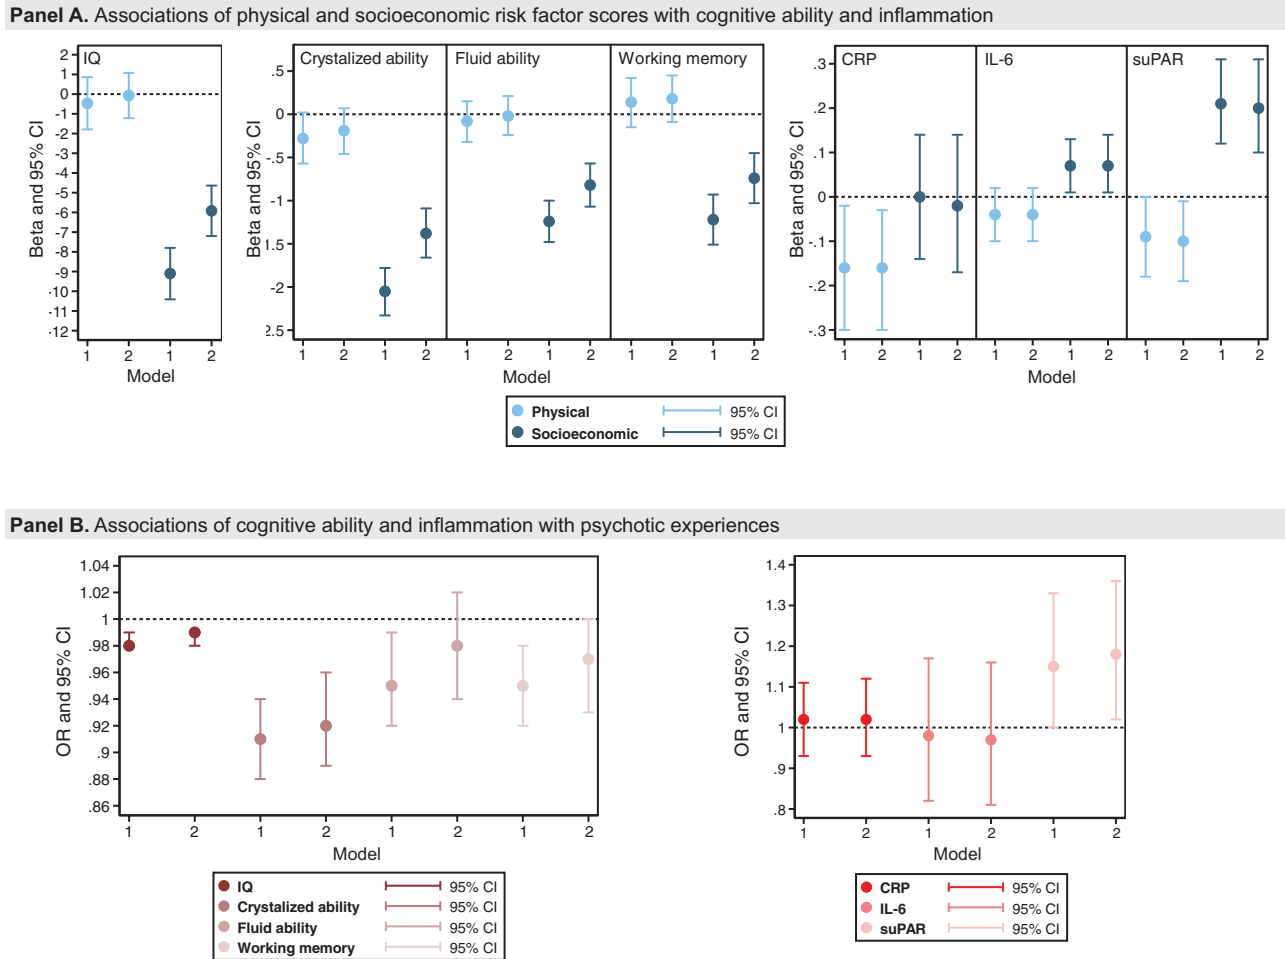 Panel A. Associations of physical and socioeconomic risk factor scores with cognitive ability and inflammation
IQ
2
1
0
-1
-2
-3
-4
-5
-6
-7
-8
-9
-10
-11
-12
Beta and 95% CI
1 2 1 2
Model
Crystalized ability Fluid ability Working memory
.5
0
-.5
-1
1.5
-2
2.5
Beta and 95% CI
1 2 1 2 1 2 1 2 1 2 1 2
Model
CRP IL-6 suPAR
.3
.2
.1
0
-.1
-.2
-.3
Beta and 95% CI
1 2 1 2 1 2 1 2 1 2 1 2
Model
Physical 95% CI
Socioeconomic 95% CI
Panel B. Associations of cognitive ability and inflammation with psychotic experiences
1.04
1.02
1
.98
.96
.94
.92
.9
.88
.86
OR and 95% CI
1 2 1 2 1 2 1 2
Model
IQ 95% CI
Crystalized ability 95% CI
Fluid ability 95% CI
Working memory 95% CI
1.4
1.3
1.2
1.1
1
.9
.8
OR and 95% CI
1 2 1 2 1 2
Model
CRP 95% CI
IL-6 95% CI
suPAR 95% CI